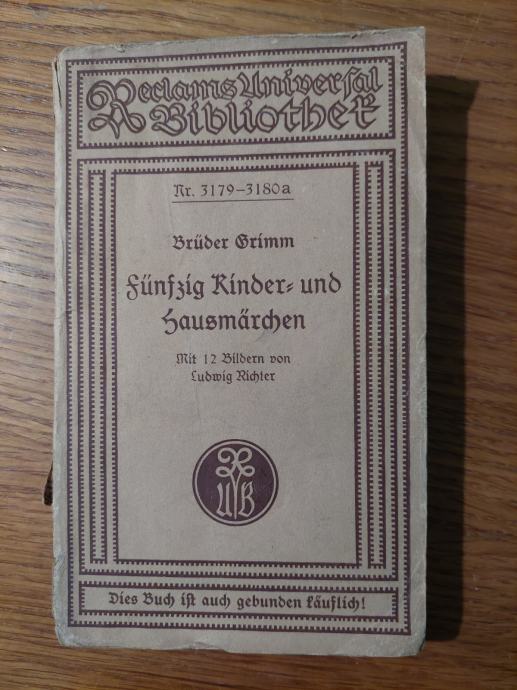 Reclams Universal
Bibliothek
Nr. 3179–3180a
Brüder Grimm
Fünfzig Kinder- und
Hausmärchen
Mit 12 Bildern von
Ludwig Richter
R
UB
Dies Buch ist auch gebunden käuflich!